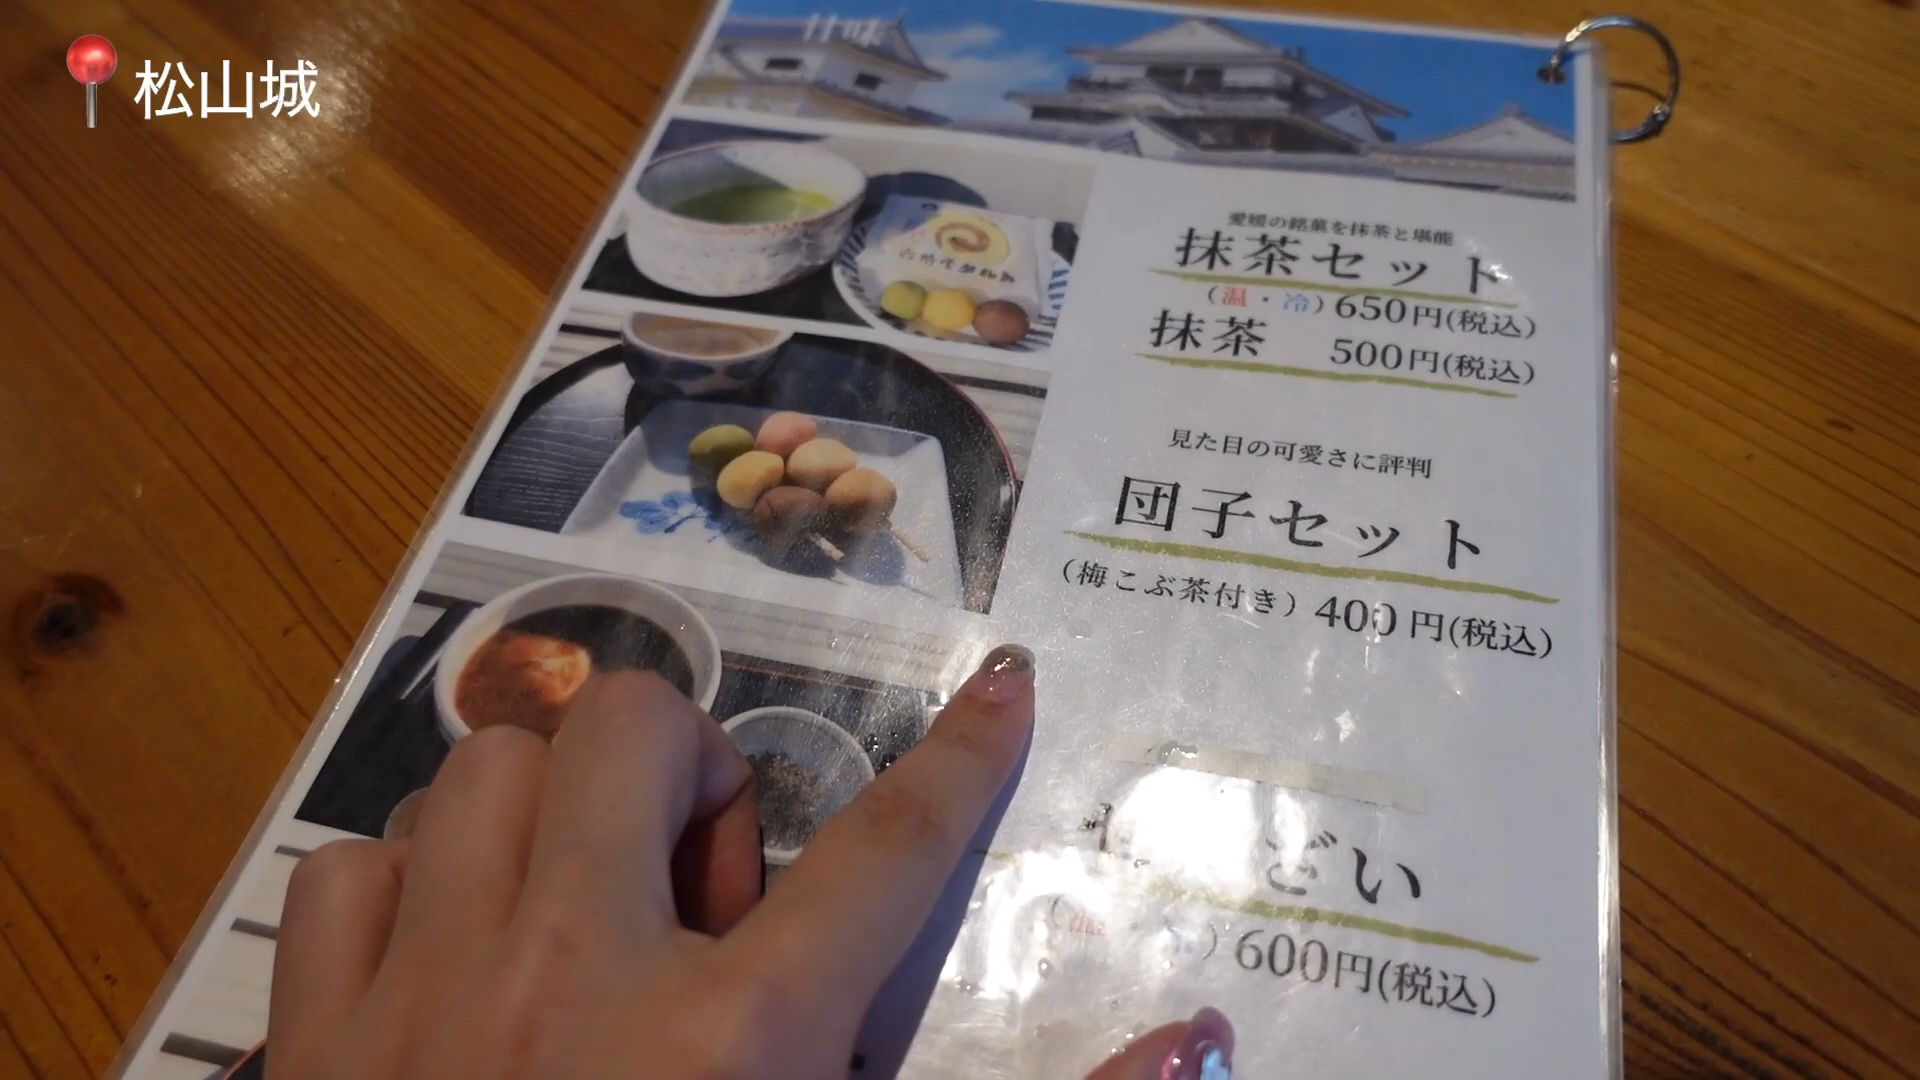 松山城
甘味
愛媛の銘菓を抹茶と堪能
抹茶セット
(温・冷) 650円(税込)
抹茶 500円(税込)
見た目の可愛さに評判
団子セット
(梅こぶ茶付き) 400円(税込)
ざい
) 600円(税込)